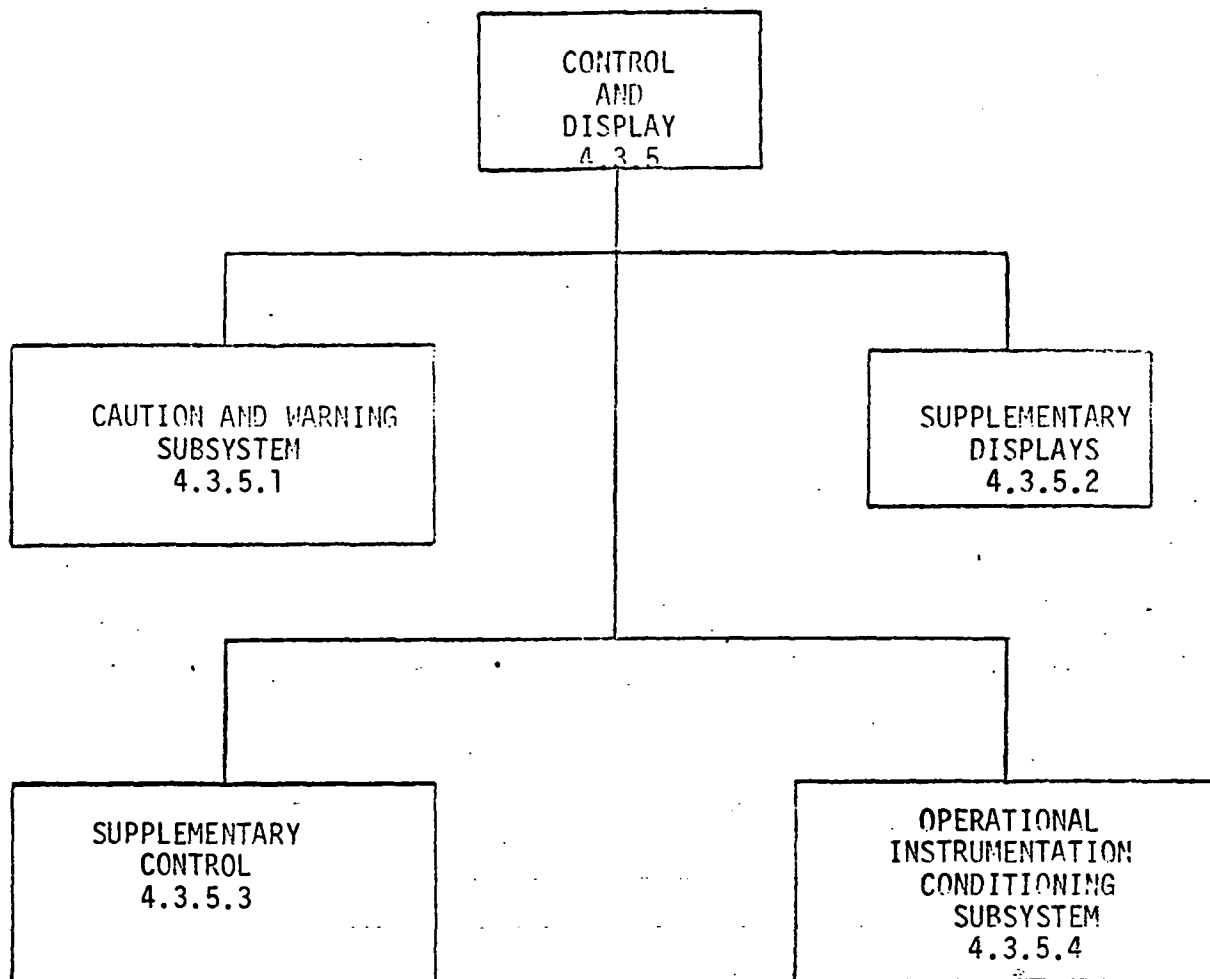 CONTROL
AND
DISPLAY
4.3.5
CAUTION AND WARNING
SUBSYSTEM
4.3.5.1
SUPPLEMENTARY
DISPLAYS
4.3.5.2
SUPPLEMENTARY
CONTROL
4.3.5.3
OPERATIONAL
INSTRUMENTATION
CONDITIONING
SUBSYSTEM
4.3.5.4